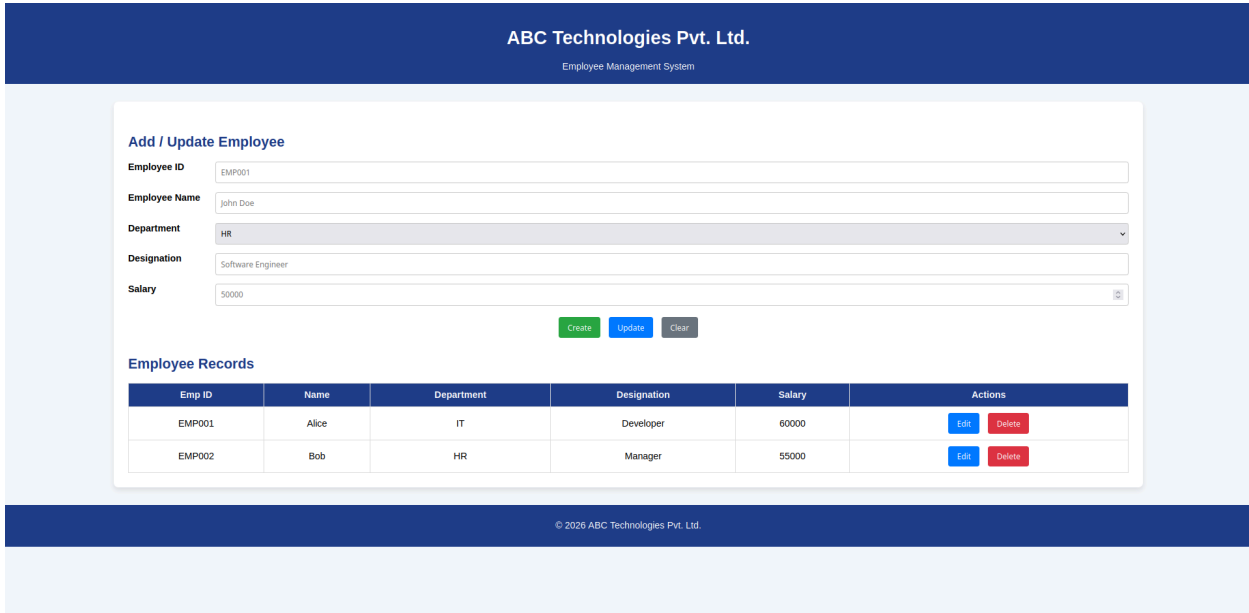 ABC Technologies Pvt. Ltd.
Employee Management System
Add / Update Employee
Employee ID EMP001
Employee Name John Doe
Department HR
Designation Software Engineer
Salary 50000
Create Update Clear
Employee Records
Emp ID Name Department Designation Salary Actions
EMP001 Alice IT Developer 60000 Edit Delete
EMP002 Bob HR Manager 55000 Edit Delete
© 2026 ABC Technologies Pvt. Ltd.